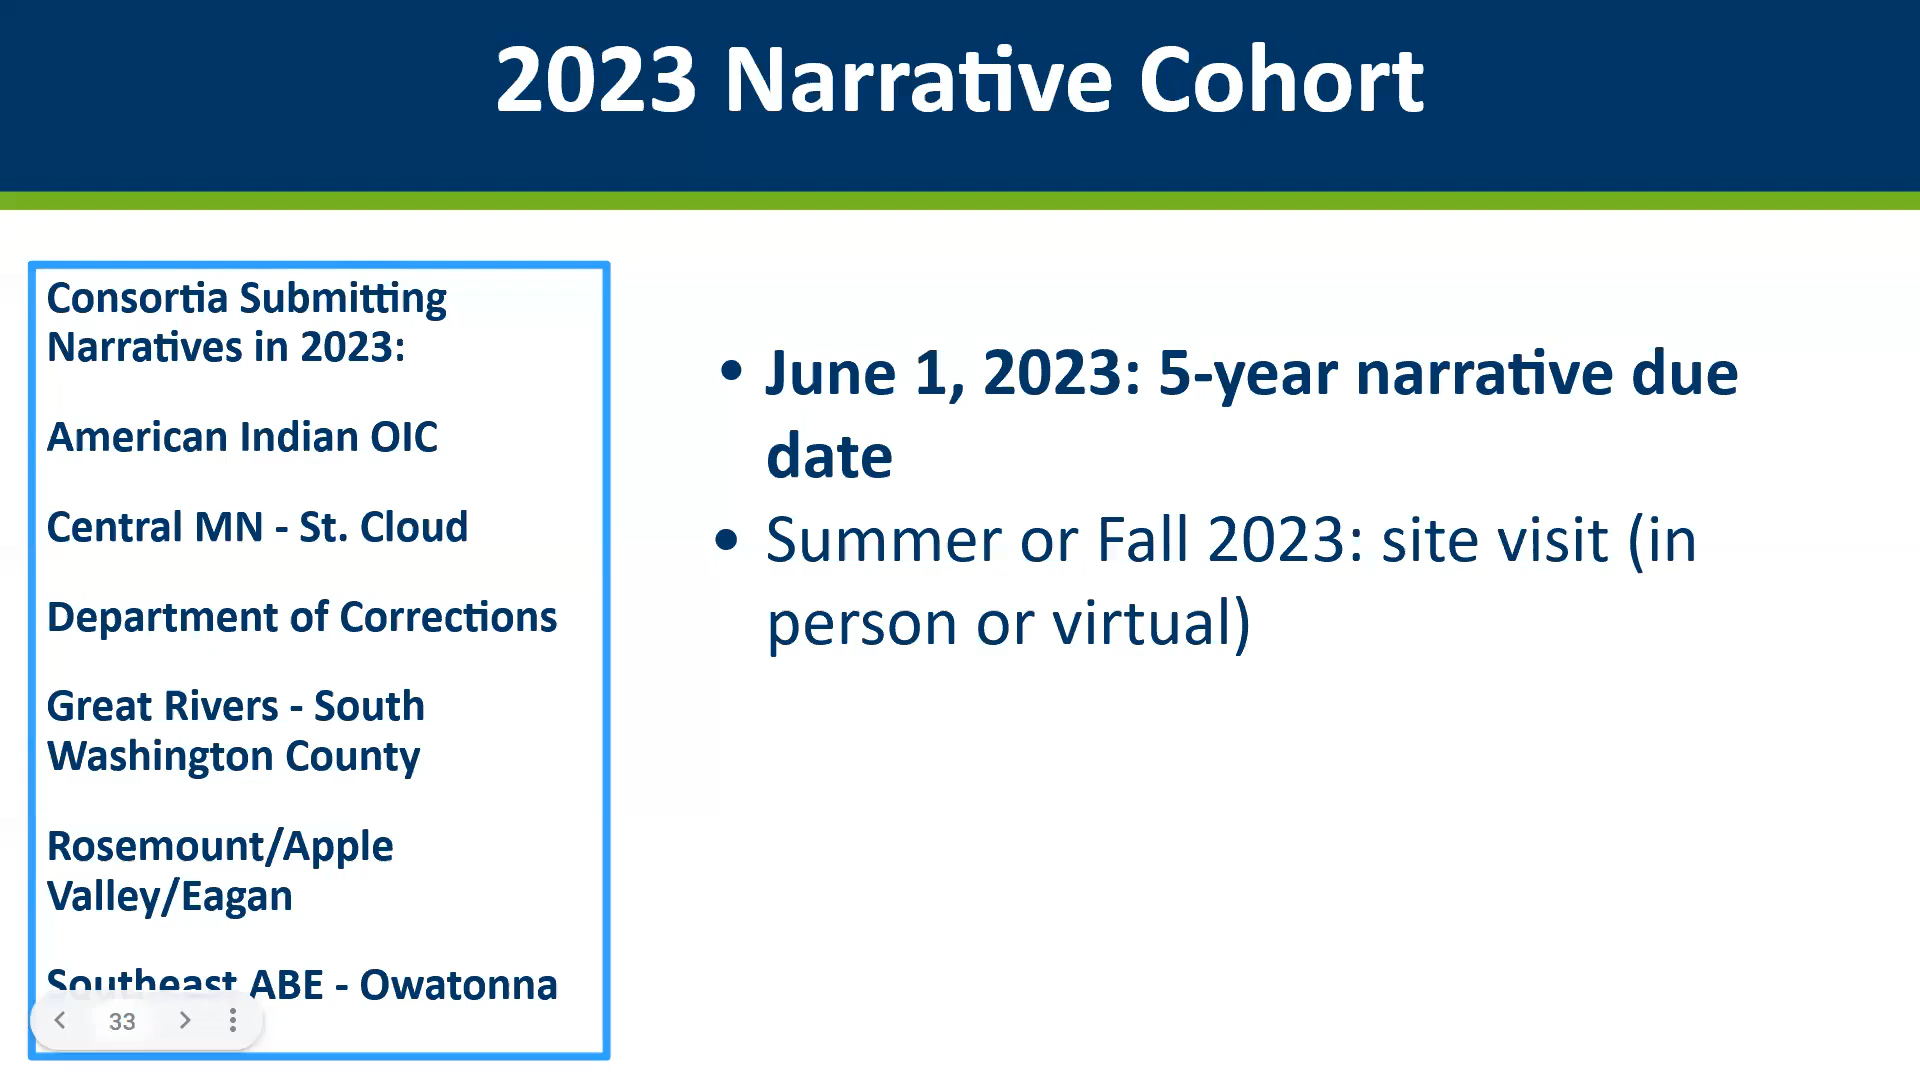 2023 Narrative Cohort
Consortia Submitting
Narratives in 2023:
American Indian OIC
Central MN - St. Cloud
Department of Corrections
Great Rivers - South
Washington County
Rosemount/Apple
Valley/Eagan
Southeast ABE - Owatonna
33
• June 1, 2023: 5-year narrative due
date
• Summer or Fall 2023: site visit (in
person or virtual)